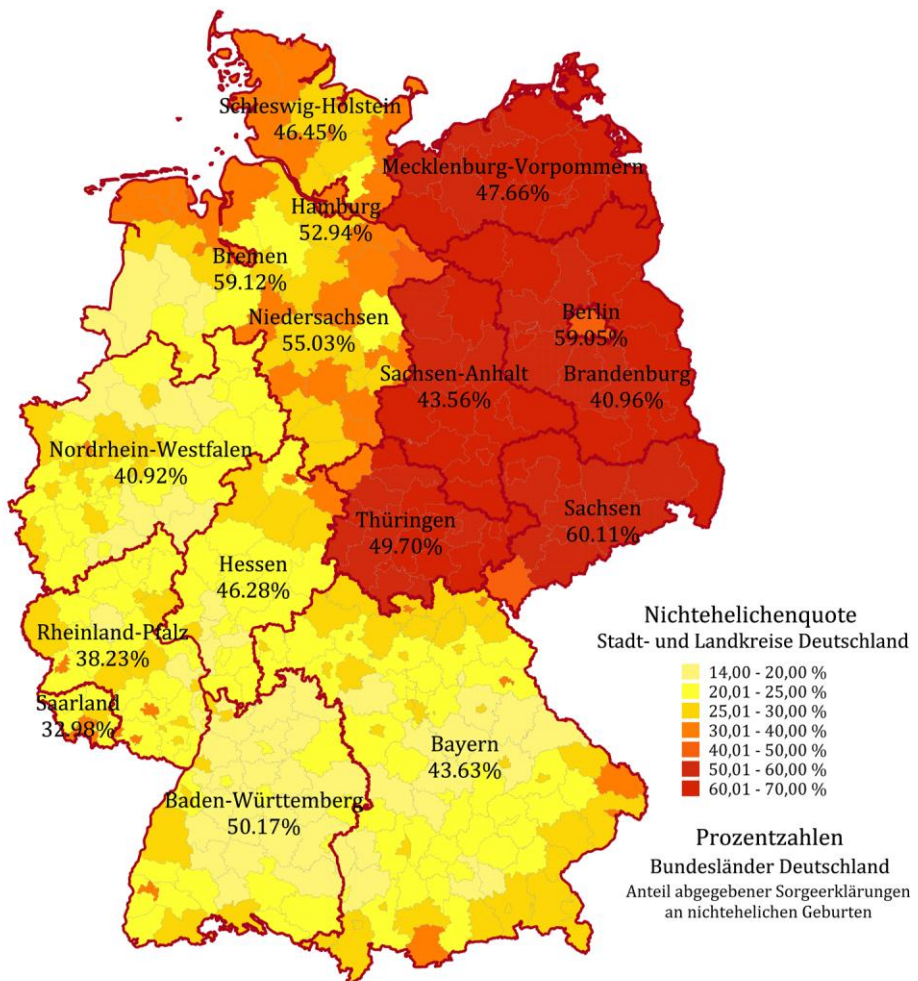 Schleswig-Holstein
46.45%
Mecklenburg-Vorpommern
47.66%
Hamburg
52.94%
Bremen
59.12%
Niedersachsen
55.03%
Berlin
59.05%
Sachsen-Anhalt
43.56%
Brandenburg
40.96%
Nordrhein-Westfalen
40.92%
Thüringen
49.70%
Sachsen
60.11%
Hessen
46.28%
Rheinland-Pfalz
38.23%
Saarland
32.98%
Bayern
43.63%
Baden-Württemberg
50.17%
Nichtehelichenquote
Stadt- und Landkreise Deutschland
14,00 - 20,00 %
20,01 - 25,00 %
25,01 - 30,00 %
30,01 - 40,00 %
40,01 - 50,00 %
50,01 - 60,00 %
60,01 - 70,00 %
Prozentzahlen
Bundesländer Deutschland
Anteil abgegebener Sorgeerklärungen
an nichtehelichen Geburten